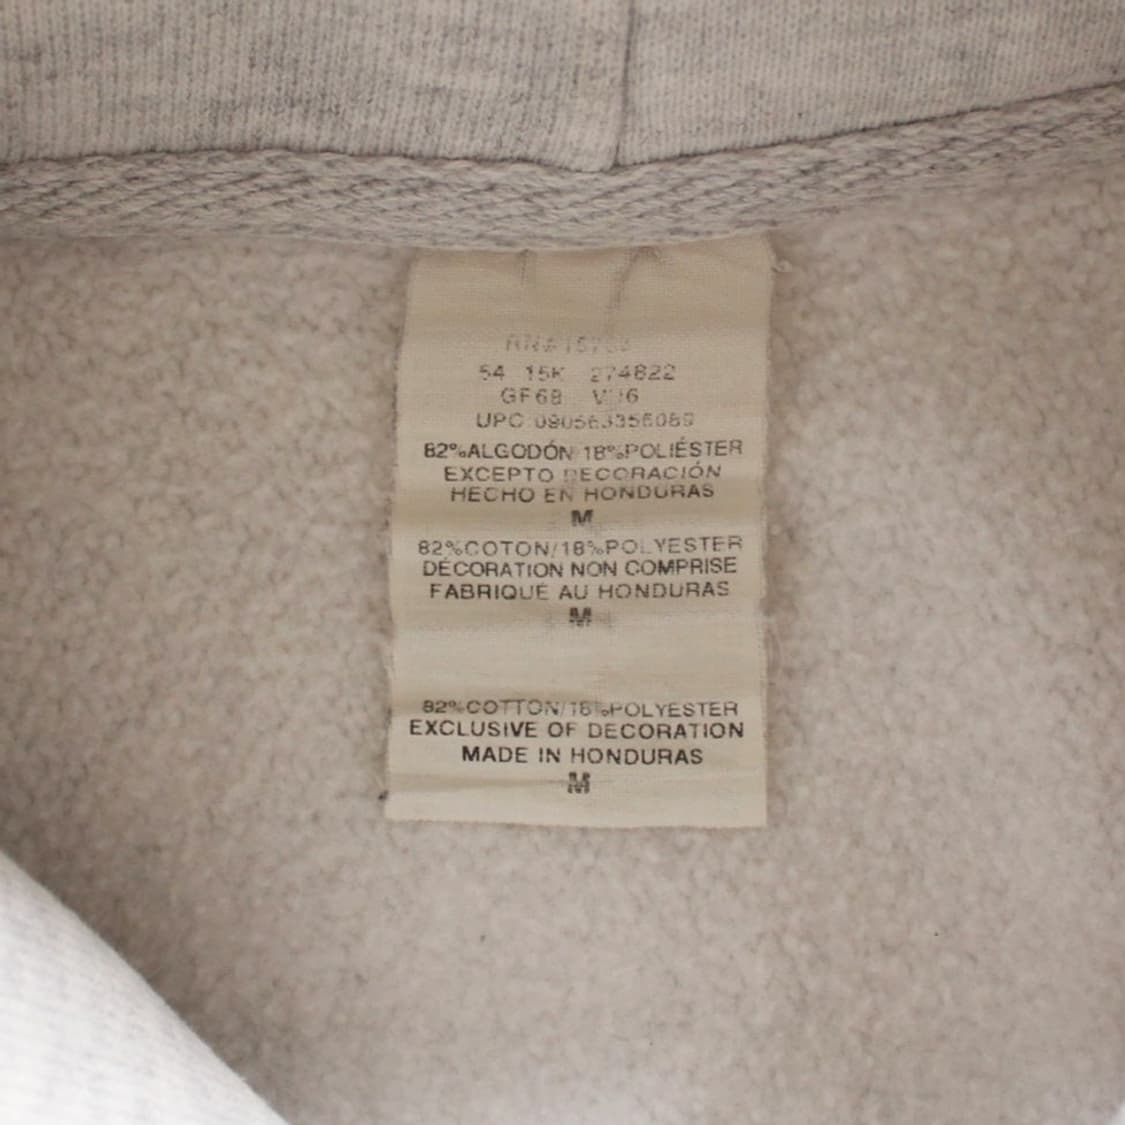 54 15K 274822
GF68
82%ALGODÓN 18%POLIÉSTER
EXCEPTO DECORACIÓN
HECHO EN HONDURAS
M
82%COTON/18%POLYESTER
DÉCORATION NON COMPRISE
FABRIQUÉ AU HONDURAS
M
82%COTTON/18%POLYESTER
EXCLUSIVE OF DECORATION
MADE IN HONDURAS
M